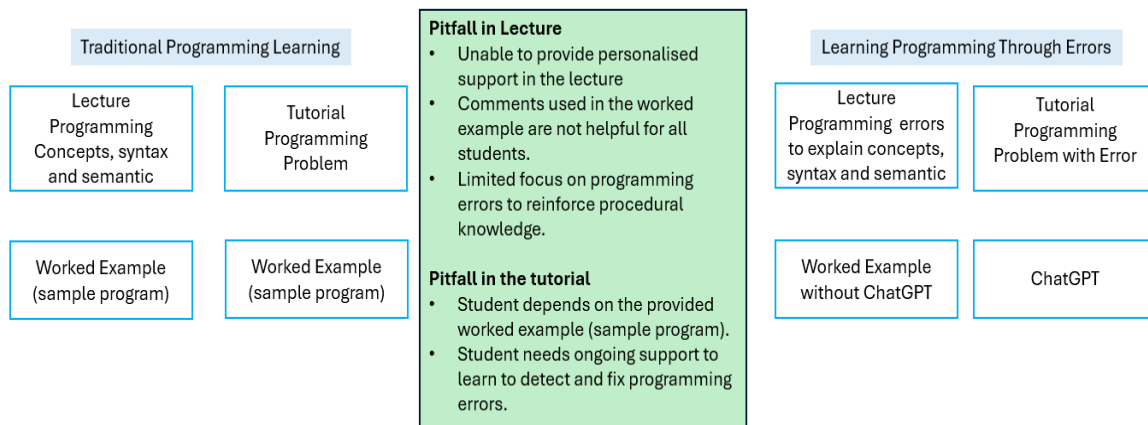 Traditional Programming Learning
Lecture
Programming
Concepts, syntax
and semantic
Tutorial
Programming
Problem
Worked Example
(sample program)
Worked Example
(sample program)
Pitfall in Lecture
• Unable to provide personalised
support in the lecture
• Comments used in the worked
example are not helpful for all
students.
• Limited focus on programming
errors to reinforce procedural
knowledge.
Pitfall in the tutorial
• Student depends on the provided
worked example (sample program).
• Student needs ongoing support to
learn to detect and fix programming
errors.
Learning Programming Through Errors
Lecture
Programming errors
to explain concepts,
syntax and semantic
Tutorial
Programming
Problem with Error
Worked Example
without ChatGPT
ChatGPT